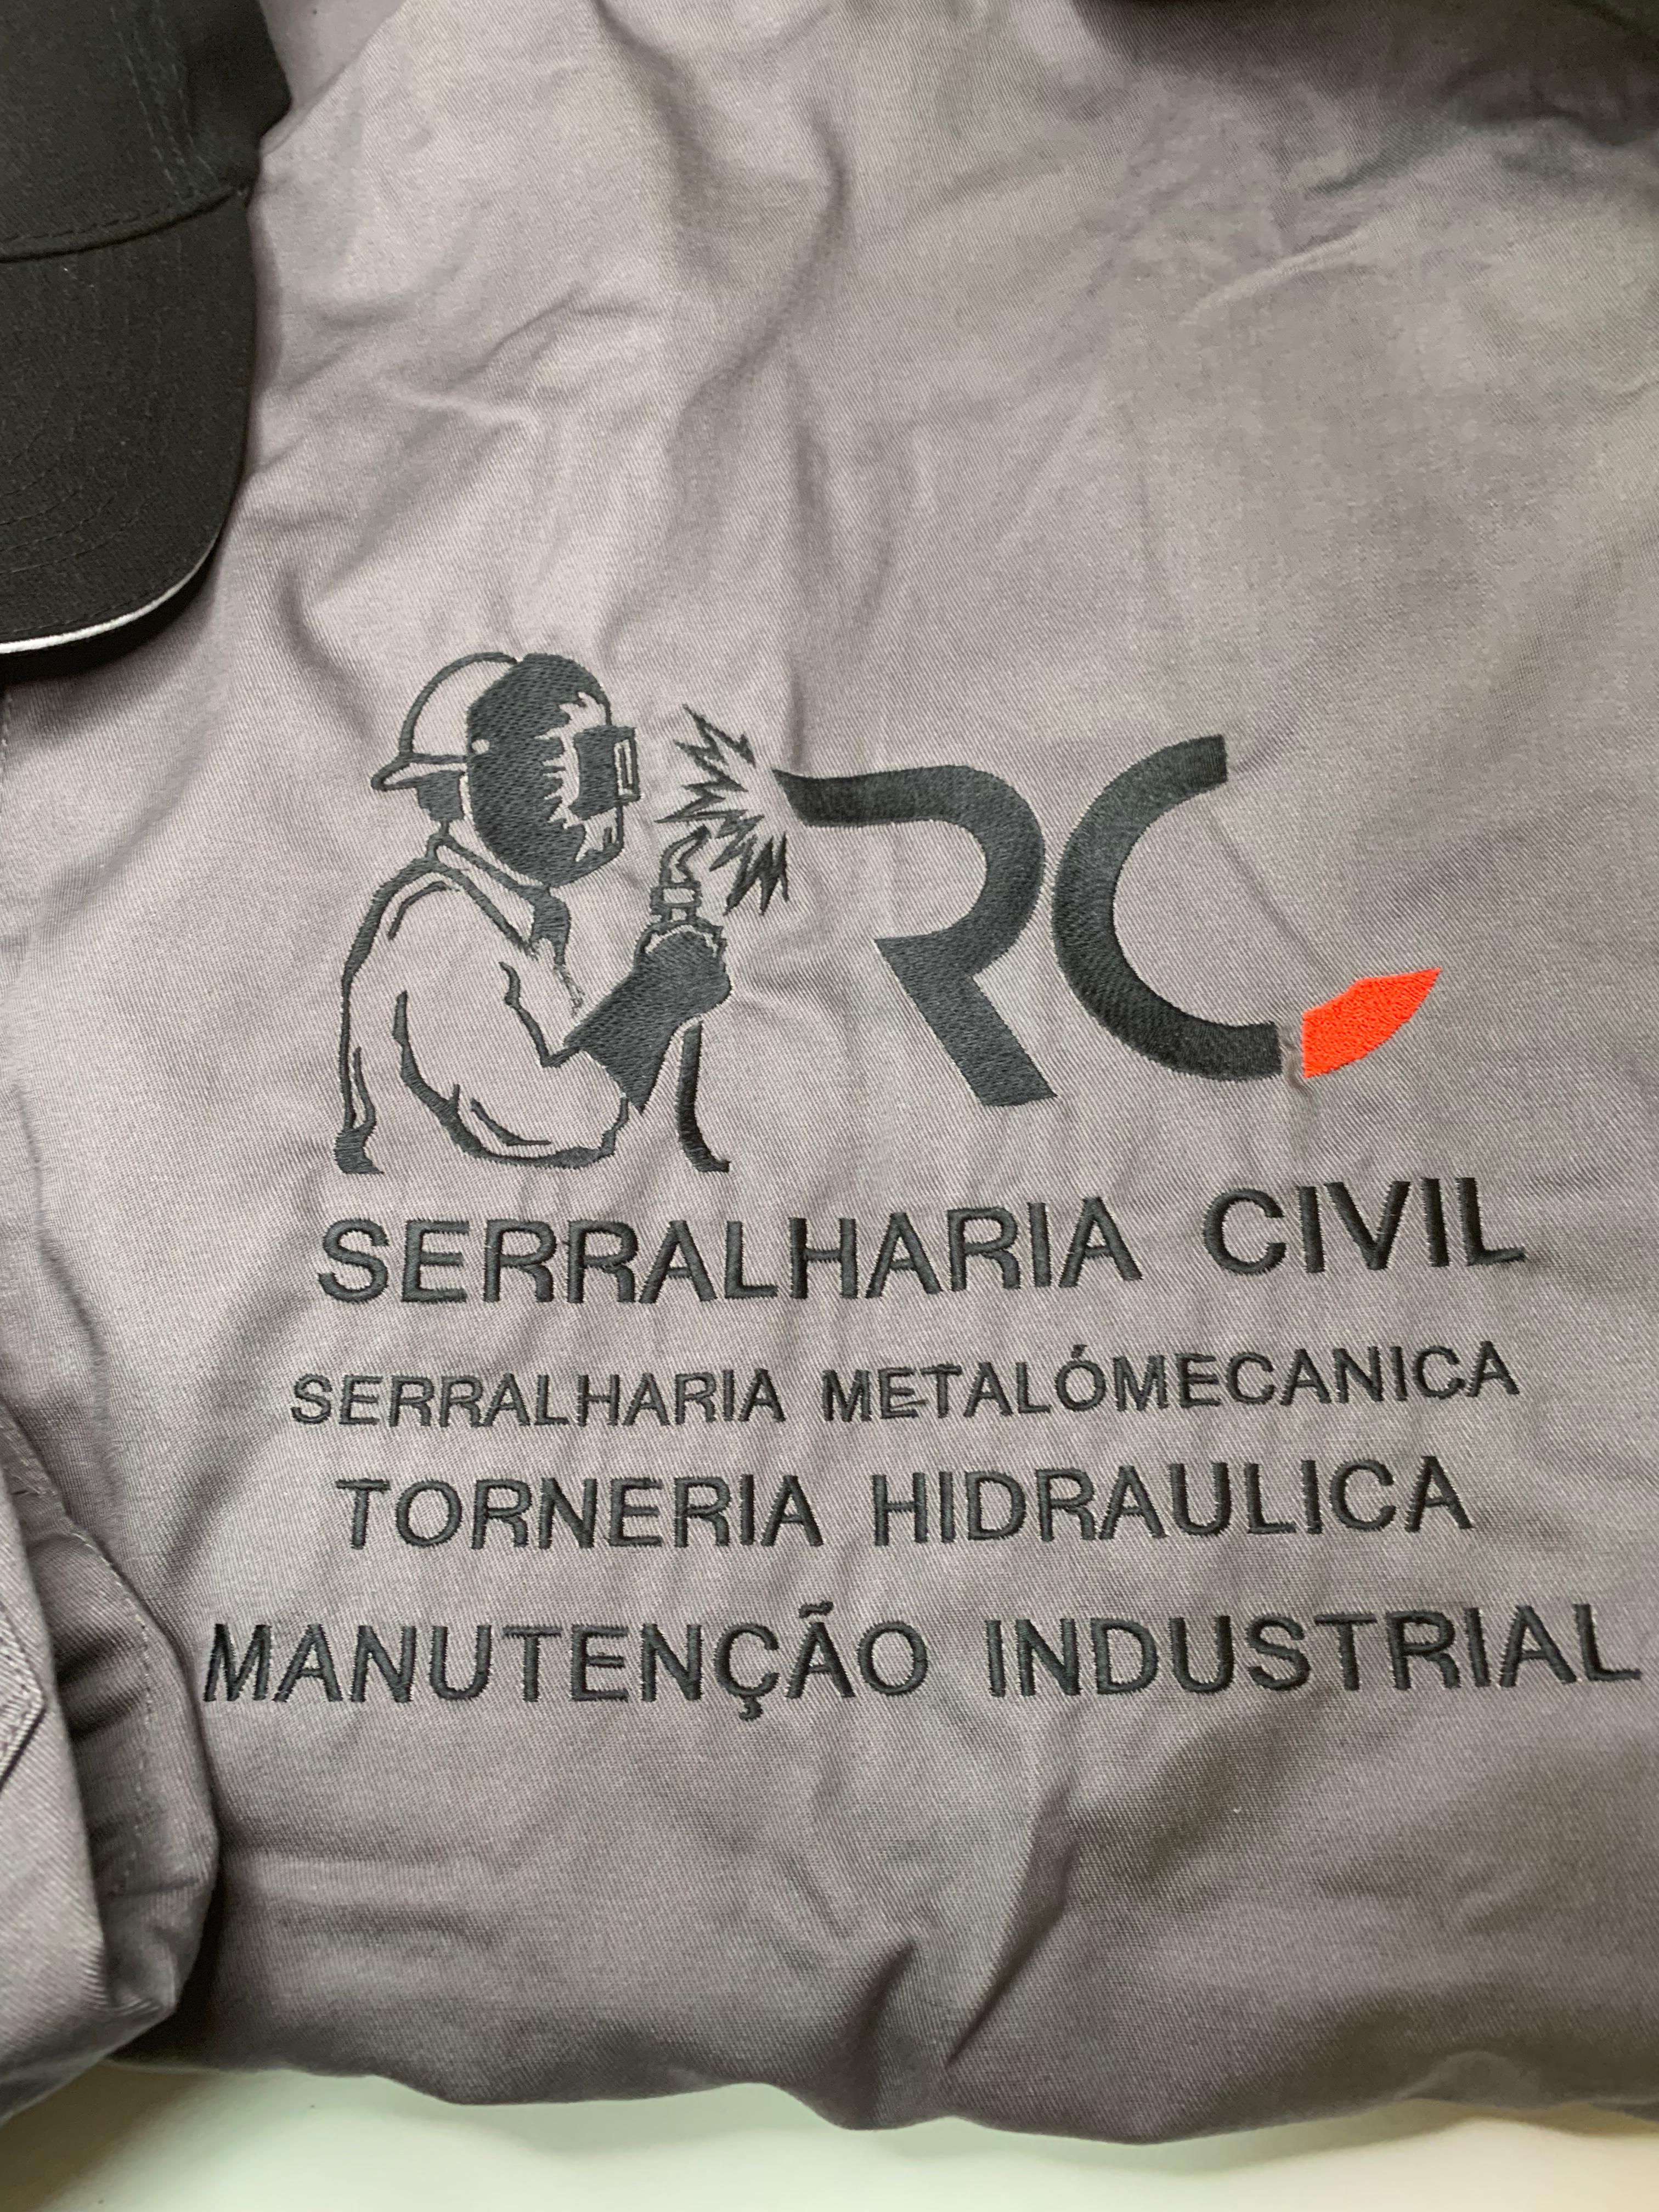 RC
SERRALHARIA CIVIL
SERRALHARIA METALÓMECANICA
TORNERIA HIDRAULICA
MANUTENÇÃO INDUSTRIAL